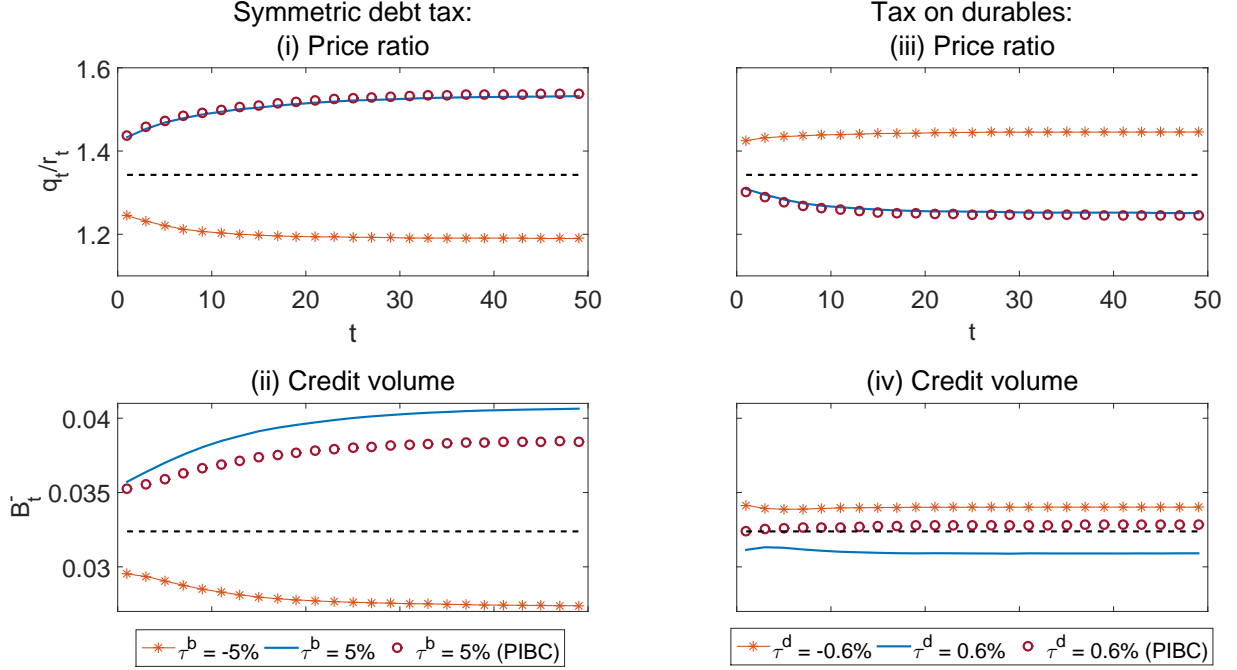 Symmetric debt tax:
(i) Price ratio
1.6
1.4
1.2
q_t/r_t
0 10 20 30 40 50
t
Tax on durables:
(iii) Price ratio
0 10 20 30 40 50
t
(ii) Credit volume
0.04
0.035
0.03
B_t^-
τ^b = -5% τ^b = 5% τ^b = 5% (PIBC)
(iv) Credit volume
τ^d = -0.6% τ^d = 0.6% τ^d = 0.6% (PIBC)